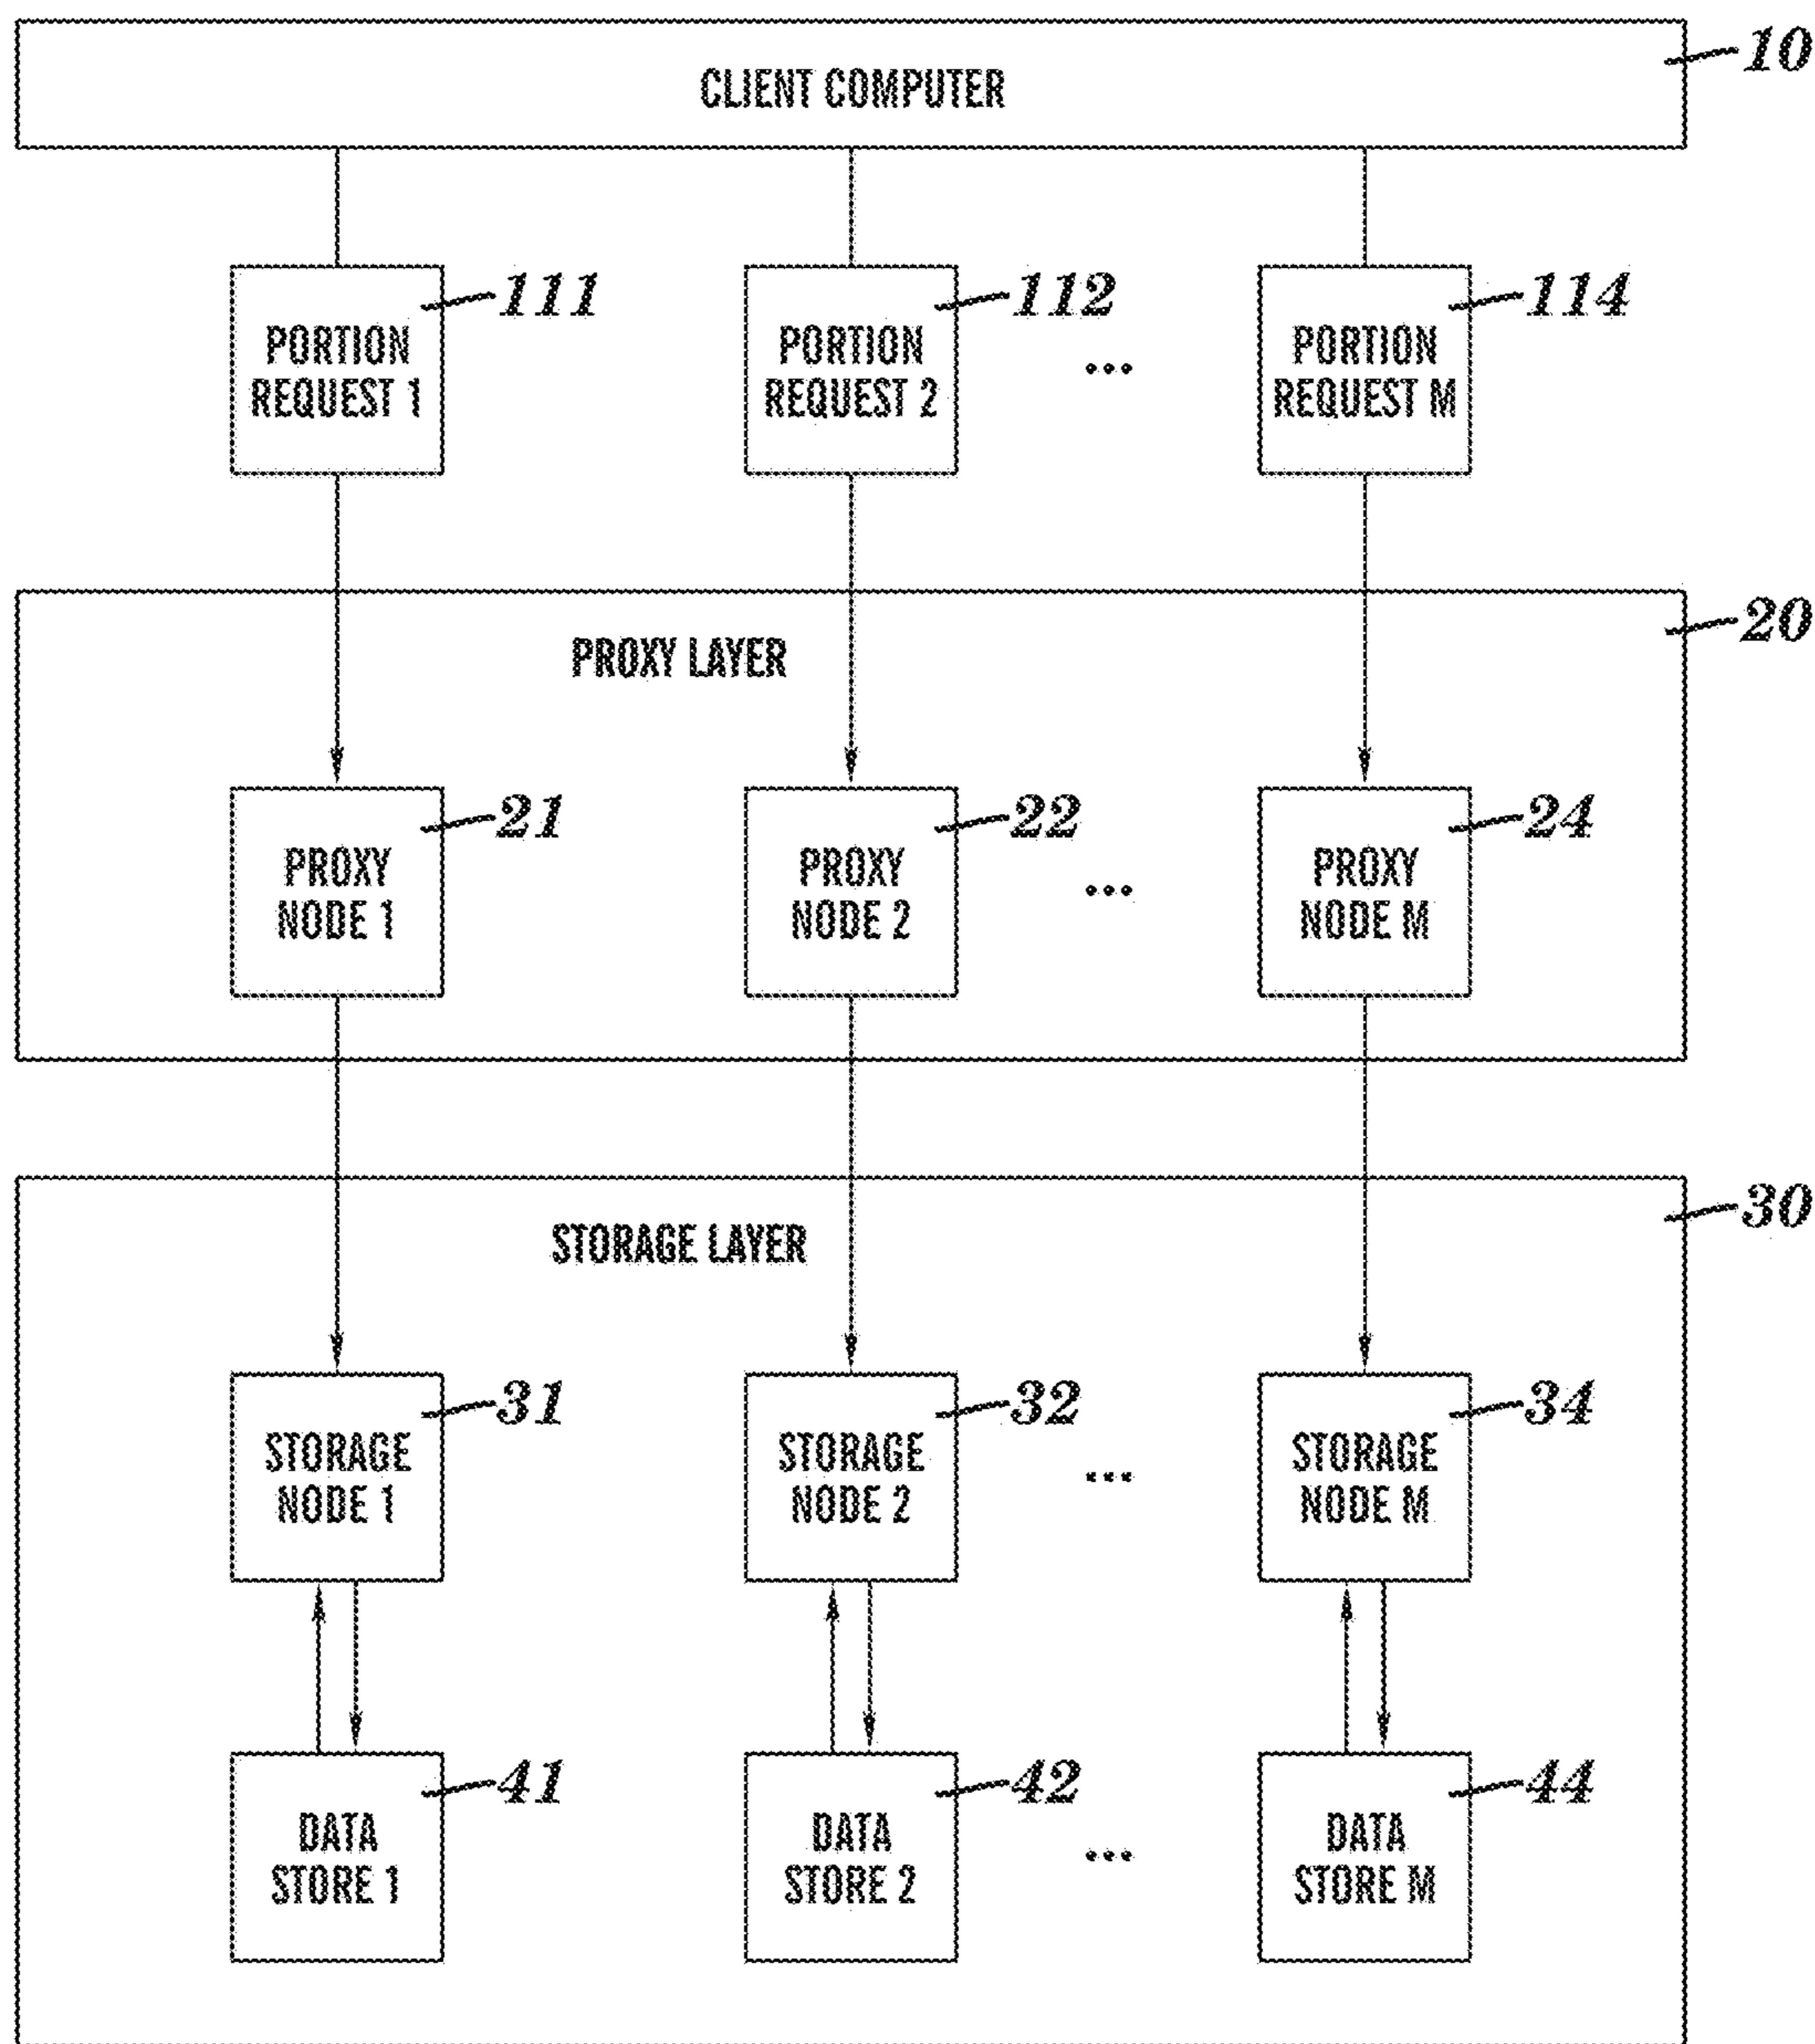 10
CLIENT COMPUTER
111
112
114
PORTION
REQUEST 1
PORTION
REQUEST 2
...
PORTION
REQUEST M
20
PROXY LAYER
21
22
24
PROXY
NODE 1
PROXY
NODE 2
...
PROXY
NODE M
30
STORAGE LAYER
31
32
34
STORAGE
NODE 1
STORAGE
NODE 2
...
STORAGE
NODE M
41
42
44
DATA
STORE 1
DATA
STORE 2
...
DATA
STORE M